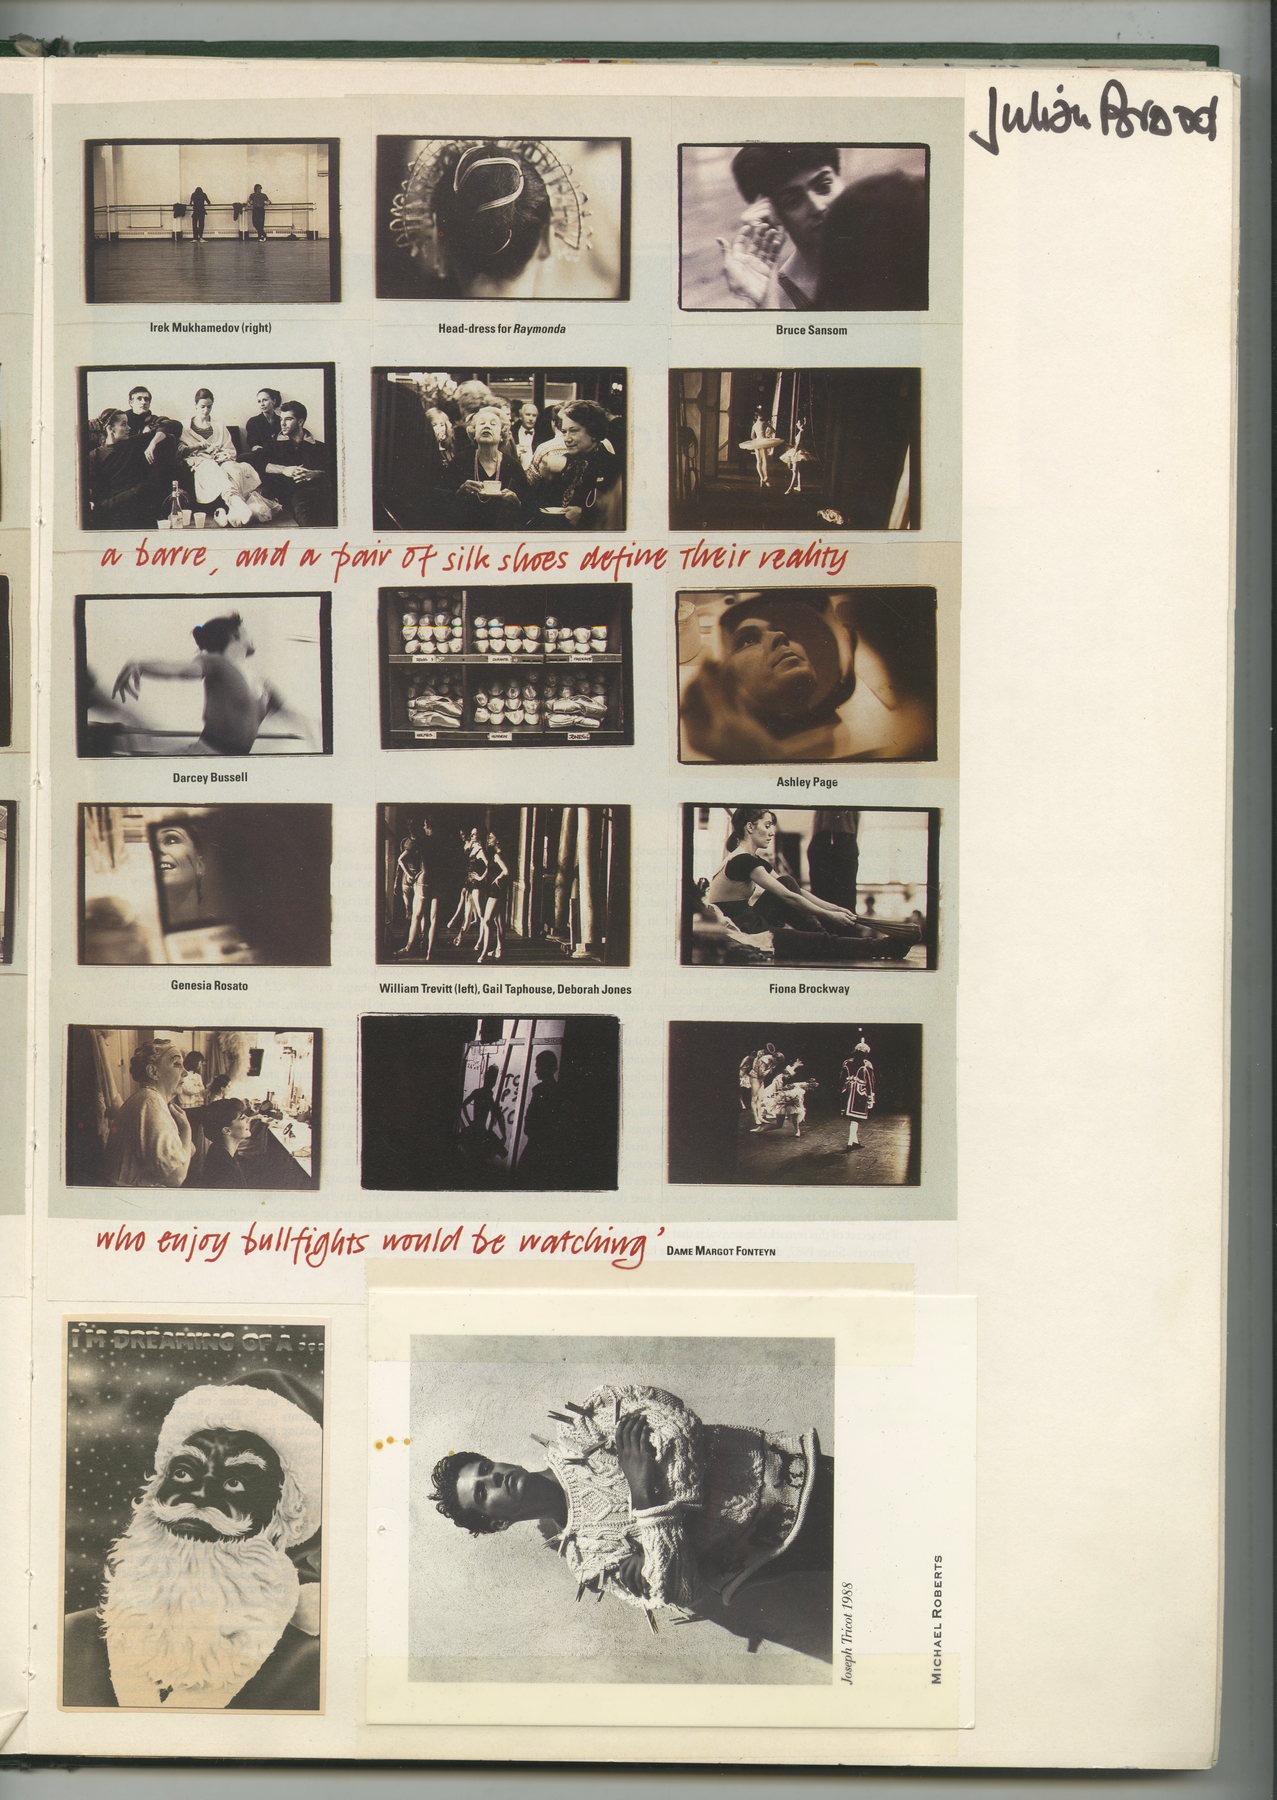 Julian Broad
Irek Mukhamedov (right)
Head-dress for Raymonda
Bruce Sansom
a barre, and a pair of silk shoes define their reality
Darcey Bussell
Ashley Page
Genesia Rosato
William Trevitt (left), Gail Taphouse, Deborah Jones
Fiona Brockway
who enjoy bullfights would be watching’ DAME MARGOT FONTEYN
I'M DREAMING OF A ...
Joseph Tricot 1988
MICHAEL ROBERTS